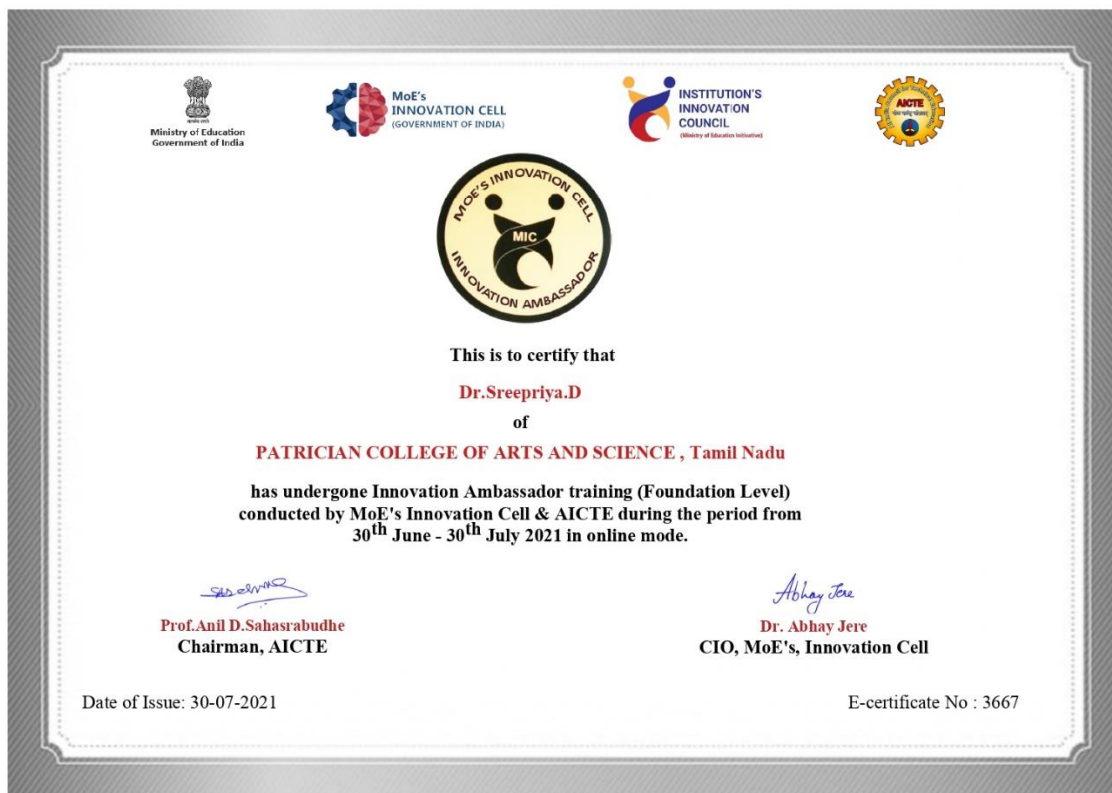 Ministry of Education
Government of India
MoE's
INNOVATION CELL
(GOVERNMENT OF INDIA)
INSTITUTION'S
INNOVATION
COUNCIL
(Ministry of Education Initiative)
AICTE
MOE'S INNOVATION CELL
MIC
INNOVATION AMBASSADOR
This is to certify that
Dr.Sreepriya.D
of
PATRICIAN COLLEGE OF ARTS AND SCIENCE , Tamil Nadu
has undergone Innovation Ambassador training (Foundation Level)
conducted by MoE's Innovation Cell & AICTE during the period from
30th June - 30th July 2021 in online mode.
Abhay Jere
Prof.Anil D.Sahasrabudhe
Chairman, AICTE
Dr. Abhay Jere
CIO, MoE's, Innovation Cell
Date of Issue: 30-07-2021
E-certificate No : 3667